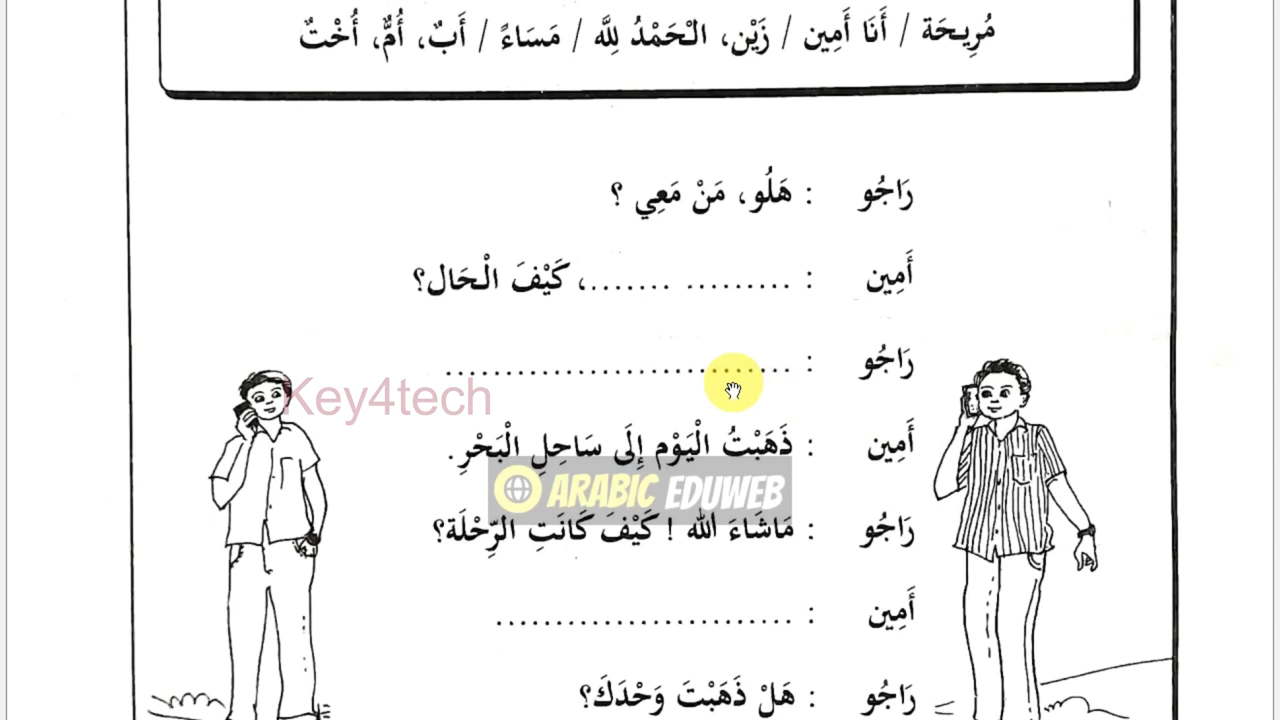 مُرِيحَة / أَنَا أَمِين / زَيْن، الْحَمْدُ لِلَّه / مَسَاءً / أَبٌ، أُمٌّ، أُخْتٌ
رَاجُو : هَلُو، مَنْ مَعِي ؟
أَمِين : ......... .......، كَيْفَ الْحَال؟
رَاجُو : .............................
Key4tech
أَمِين : ذَهَبْتُ الْيَوْم إِلَى سَاحِلِ الْبَحْرِ.
ARABIC EDUWEB
رَاجُو : مَاشَاءَ الله ! كَيْفَ كَانَتِ الرِّحْلَة؟
أَمِين : .........................
رَاجُو : هَلْ ذَهَبْتَ وَحْدَكَ؟